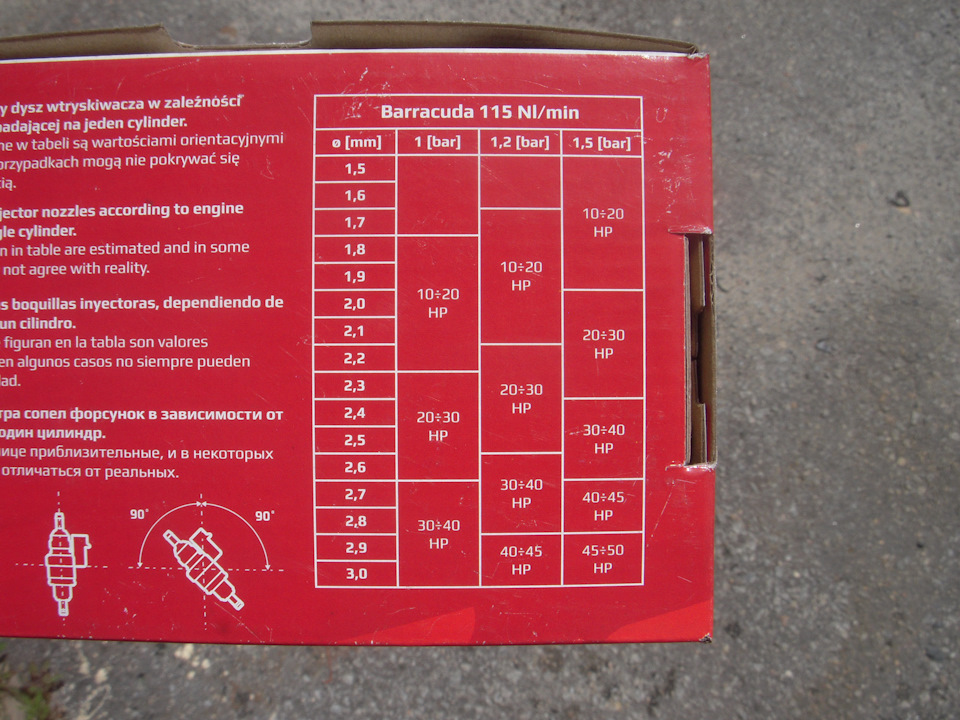 y dysz wtryskiwacza w zależności
padającej na jeden cylinder.
ne w tabeli są wartościami orientacyjnymi
przypadkach mogą nie pokrywać się
cią.
jector nozzles according to engine
gle cylinder.
n in table are estimated and in some
not agree with reality.
s boquillas inyectoras, dependiendo de
un cilindro.
figuran en la tabla son valores
en algunos casos no siempre pueden
dad.
тра сопел форсунок в зависимости от
один цилиндр.
лице приблизительные, и в некоторых
отличаться от реальных.
90°
90°
Barracuda 115 Nl/min
ø [mm] 1 [bar] 1,2 [bar] 1,5 [bar]
1,5
1,6
1,7
1,8
1,9
2,0
2,1
2,2
2,3
2,4
2,5
2,6
2,7
2,8
2,9
3,0
10÷20
HP
20÷30
HP
30÷40
HP
10÷20
HP
20÷30
HP
30÷40
HP
40÷45
HP
10÷20
HP
20÷30
HP
30÷40
HP
40÷45
HP
45÷50
HP